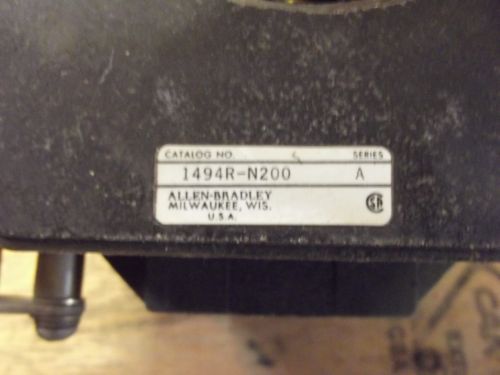 CATALOG NO. SERIES
1494R-N200 A
ALLEN-BRADLEY
MILWAUKEE, WIS.
U.S.A.